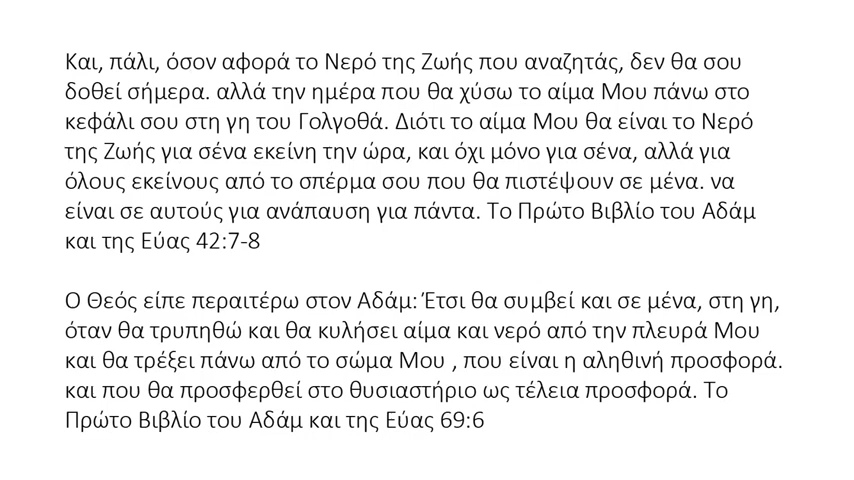 Και, πάλι, όσον αφορά το Νερό της Ζωής που αναζητάς, δεν θα σου
δοθεί σήμερα. αλλά την ημέρα που θα χύσω το αίμα Μου πάνω στο
κεφάλι σου στη γη του Γολγοθά. Διότι το αίμα Μου θα είναι το Νερό
της Ζωής για σένα εκείνη την ώρα, και όχι μόνο για σένα, αλλά για
όλους εκείνους από το σπέρμα σου που θα πιστέψουν σε μένα. να
είναι σε αυτούς για ανάπαυση για πάντα. Το Πρώτο Βιβλίο του Αδάμ
και της Εύας 42:7-8
Ο Θεός είπε περαιτέρω στον Αδάμ: Έτσι θα συμβεί και σε μένα, στη γη,
όταν θα τρυπηθώ και θα κυλήσει αίμα και νερό από την πλευρά Μου
και θα τρέξει πάνω από το σώμα Μου , που είναι η αληθινή προσφορά.
και που θα προσφερθεί στο θυσιαστήριο ως τέλεια προσφορά. Το
Πρώτο Βιβλίο του Αδάμ και της Εύας 69:6